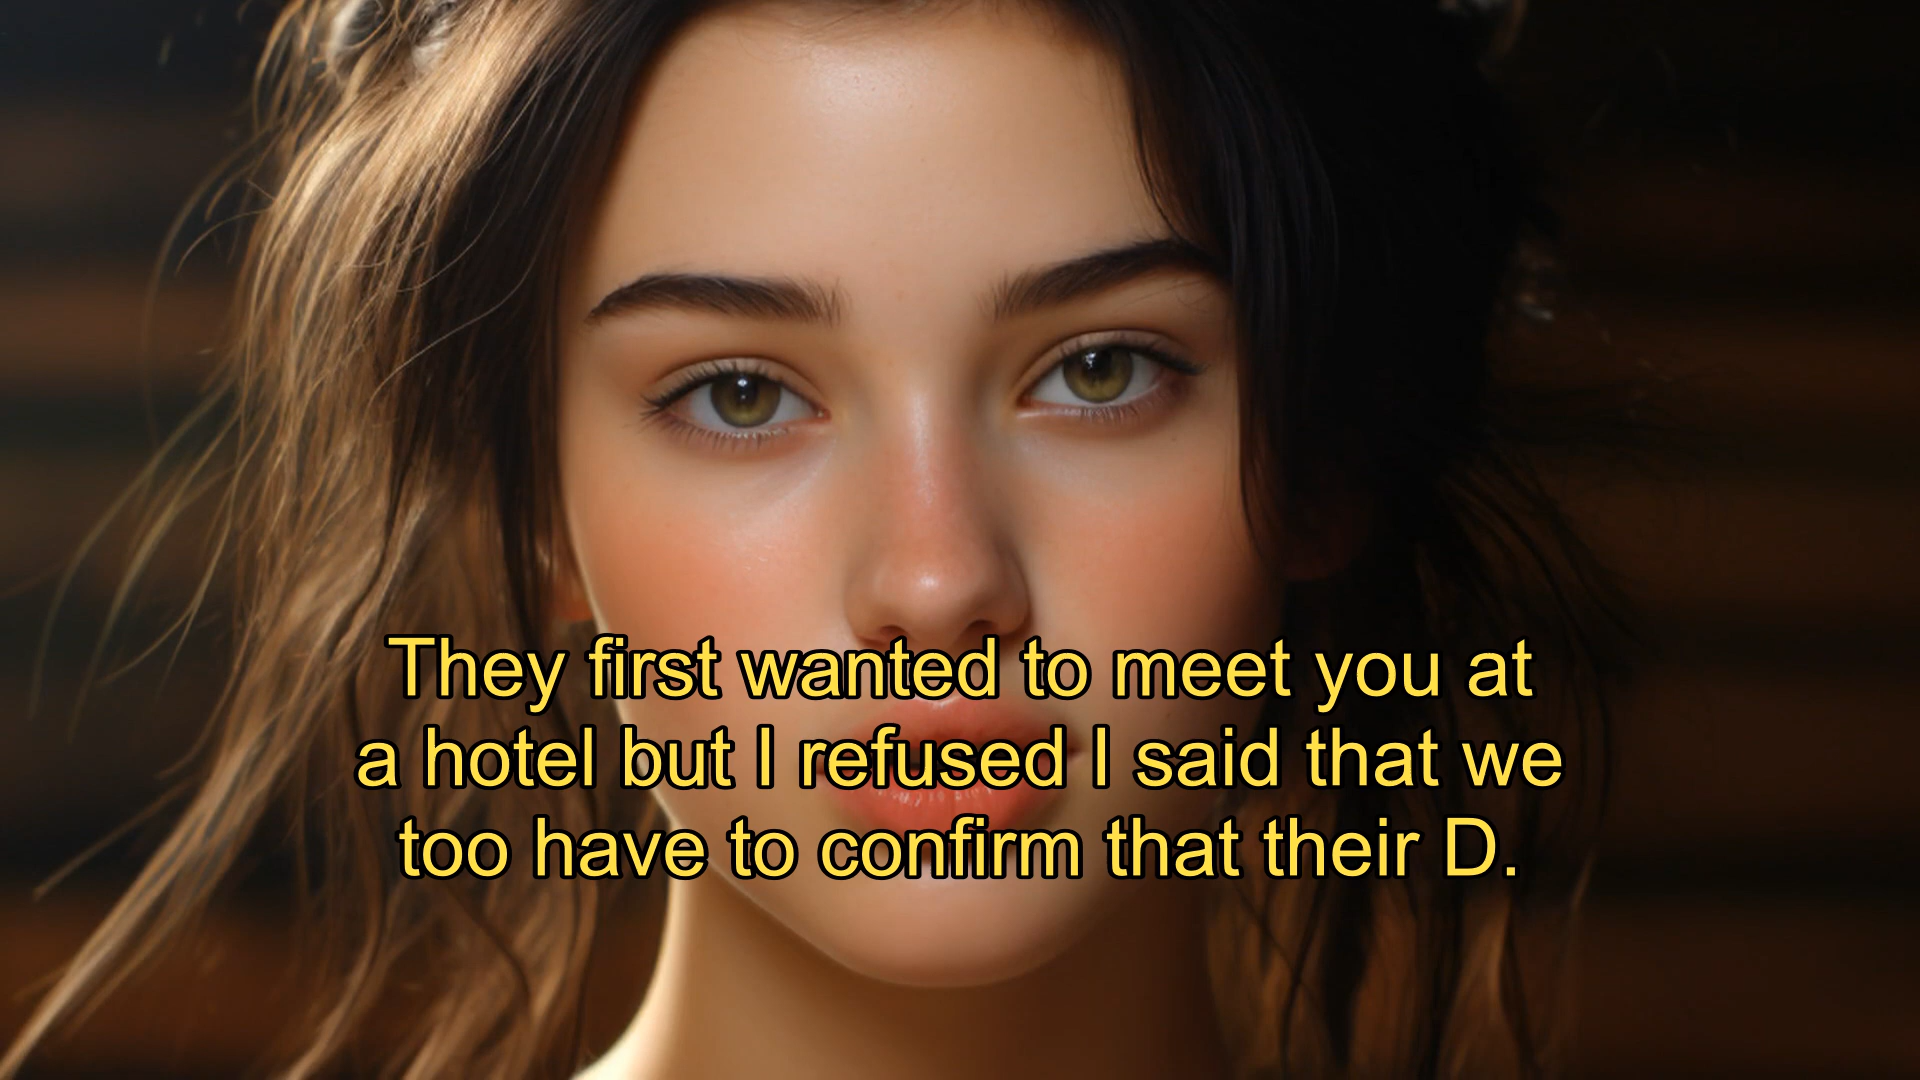 They first wanted to meet you at
a hotel but I refused I said that we
too have to confirm that their D.